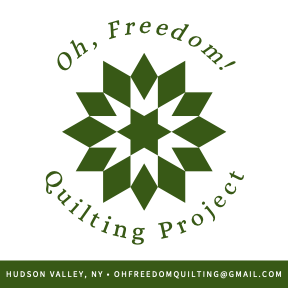 Oh, Freedom!
Quilting Project
HUDSON VALLEY, NY • OHFREEDOMQUILTING@GMAIL.COM